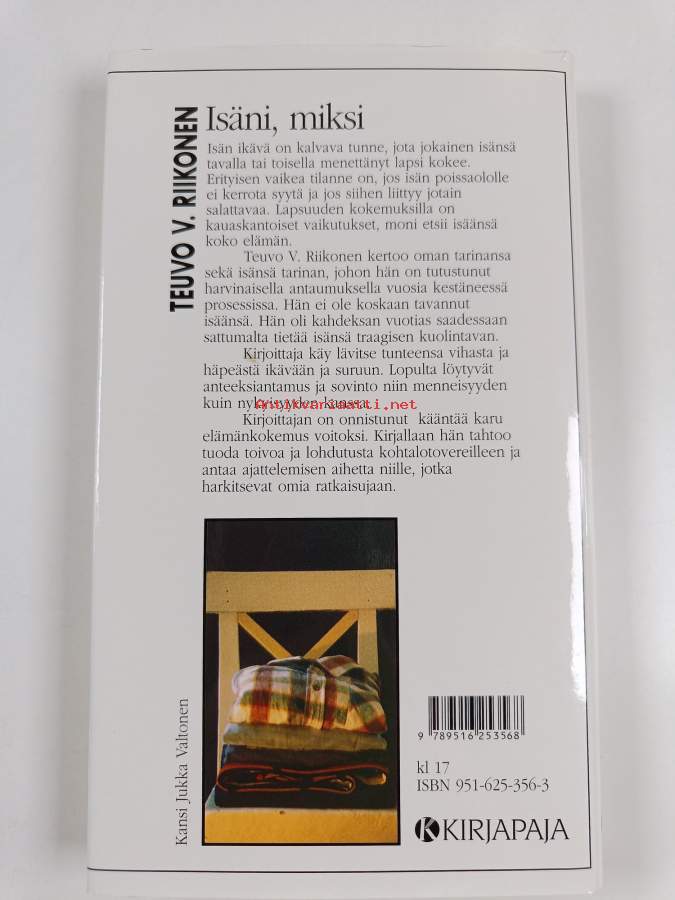 TEUVO V. RIIKONEN
Isäni, miksi
Isän ikävä on kalvava tunne, jota jokainen isänsä
tavalla tai toisella menettänyt lapsi kokee.
Erityisen vaikea tilanne on, jos isän poissaololle
ei kerrota syytä ja jos siihen liittyy jotain
salattavaa. Lapsuuden kokemuksilla on
kauaskantoiset vaikutukset, moni etsii isäänsä
koko elämän.
Teuvo V. Riikonen kertoo oman tarinansa
sekä isänsä tarinan, johon hän on tutustunut
harvinaisella antaumuksella vuosia kestäneessä
prosessissa. Hän ei ole koskaan tavannut
isäänsä. Hän oli kahdeksan vuotias saadessaan
sattumalta tietää isänsä traagisen kuolintavan.
Kirjoittaja käy lävitse tunteensa vihasta ja
häpeästä ikävään ja suruun. Lopulta löytyvät
anteeksiantamus ja sovinto niin menneisyyden
kuin nykyisyyden kanssa.
Antikvariaatti.net
Kirjoittajan on onnistunut kääntää karu
elämänkokemus voitoksi. Kirjallaan hän tahtoo
tuoda toivoa ja lohdutusta kohtalotovereilleen ja
antaa ajattelemisen aihetta niille, jotka
harkitsevat omia ratkaisujaan.
Kansi Jukka Valtonen
9 789516 253568
kl 17
ISBN 951-625-356-3
KIRJAPAJA